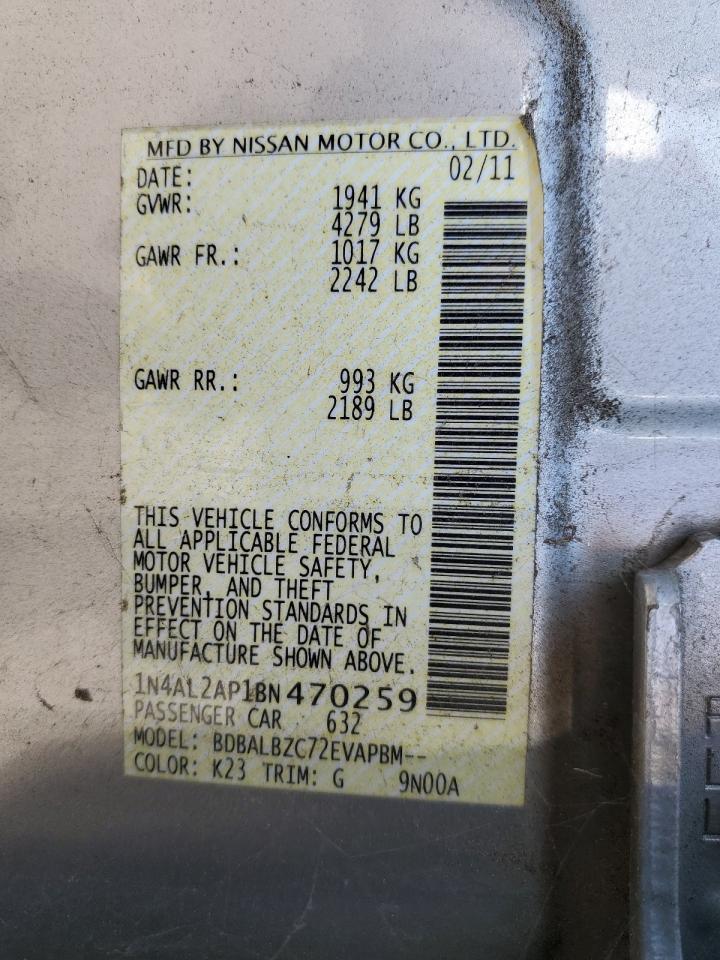 MFD BY NISSAN MOTOR CO., LTD.
DATE: 02/11
GVWR: 1941 KG
4279 LB
GAWR FR.: 1017 KG
2242 LB
GAWR RR.: 993 KG
2189 LB
THIS VEHICLE CONFORMS TO
ALL APPLICABLE FEDERAL
MOTOR VEHICLE SAFETY,
BUMPER, AND THEFT
PREVENTION STANDARDS IN
EFFECT ON THE DATE OF
MANUFACTURE SHOWN ABOVE.
1N4AL2AP1BN 470259
PASSENGER CAR 632
MODEL: BDBALBZC72EVAPBM--
COLOR: K23 TRIM: G 9N00A